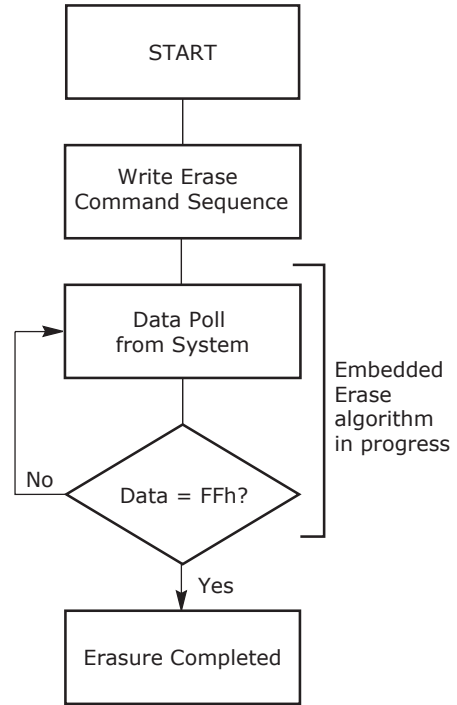 START
Write Erase
Command Sequence
Data Poll
from System
Embedded
Erase
algorithm
in progress
No
Data = FFh?
Yes
Erasure Completed